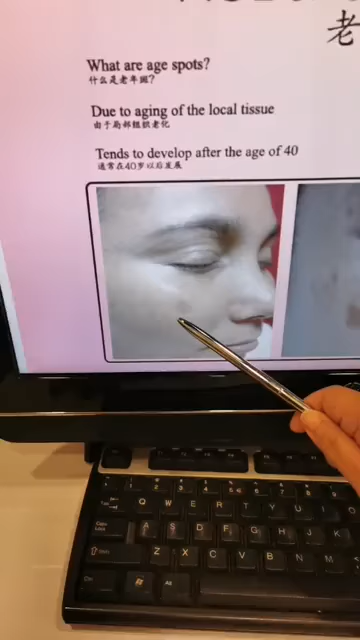 老
What are age spots?
什么是老年斑?
Due to aging of the local tissue
由于局部组织老化
Tends to develop after the age of 40
通常在40岁以后发展
Q W E R T Y U I
A S D F G H J K
Z X C V B N M
Alt